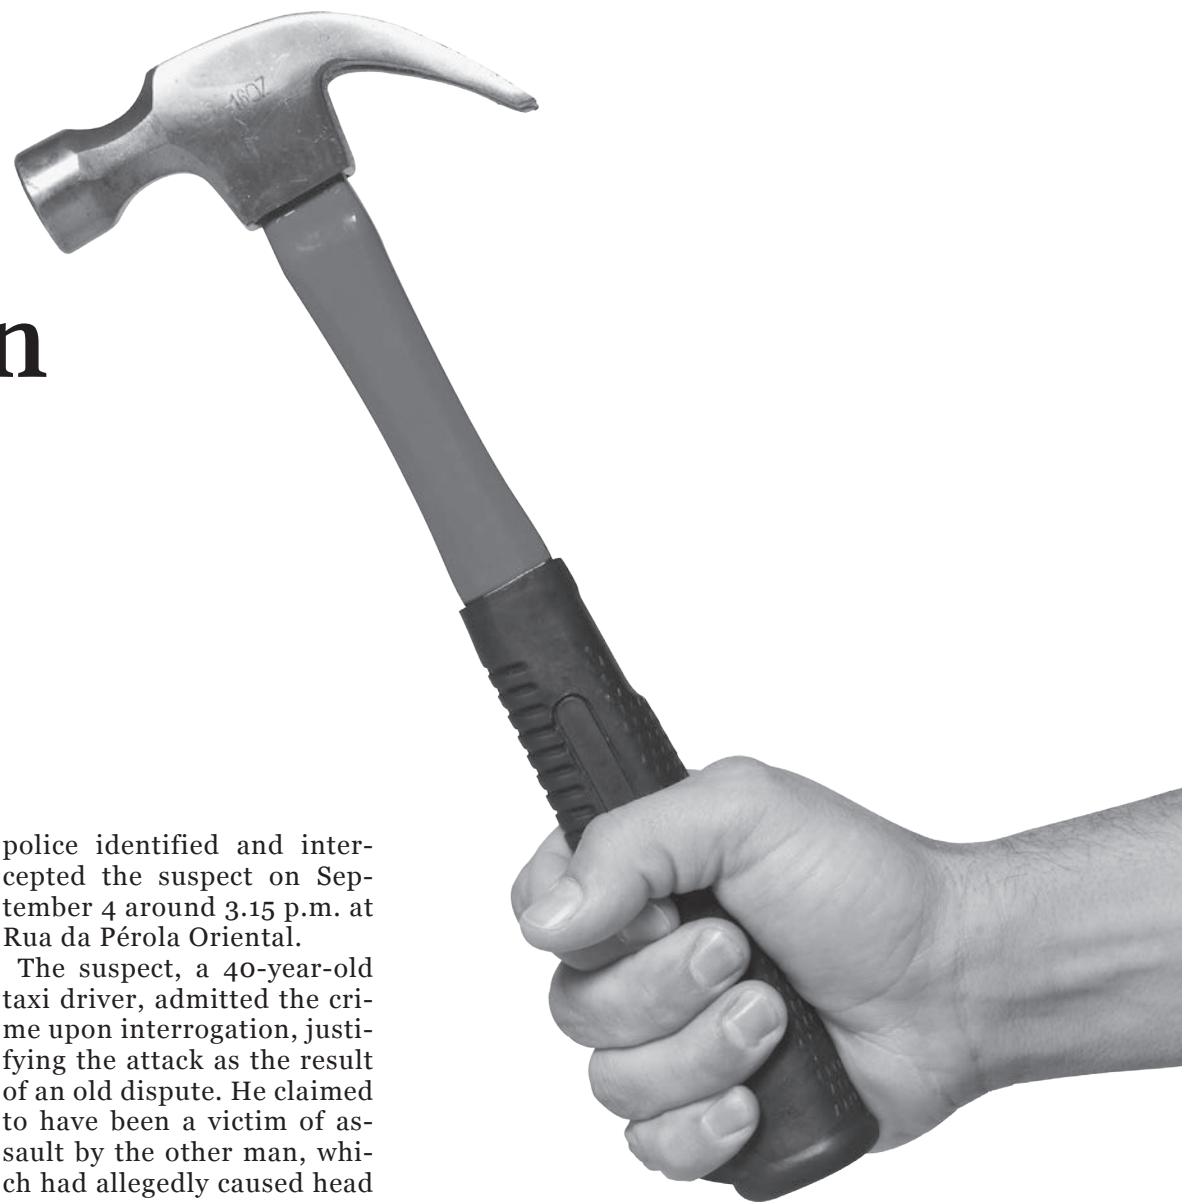 16OZ
n
police identified and inter-
cepted the suspect on Sep-
tember 4 around 3.15 p.m. at
Rua da Pérola Oriental.
The suspect, a 40-year-old
taxi driver, admitted the cri-
me upon interrogation, justi-
fying the attack as the result
of an old dispute. He claimed
to have been a victim of as-
sault by the other man, whi-
ch had allegedly caused head